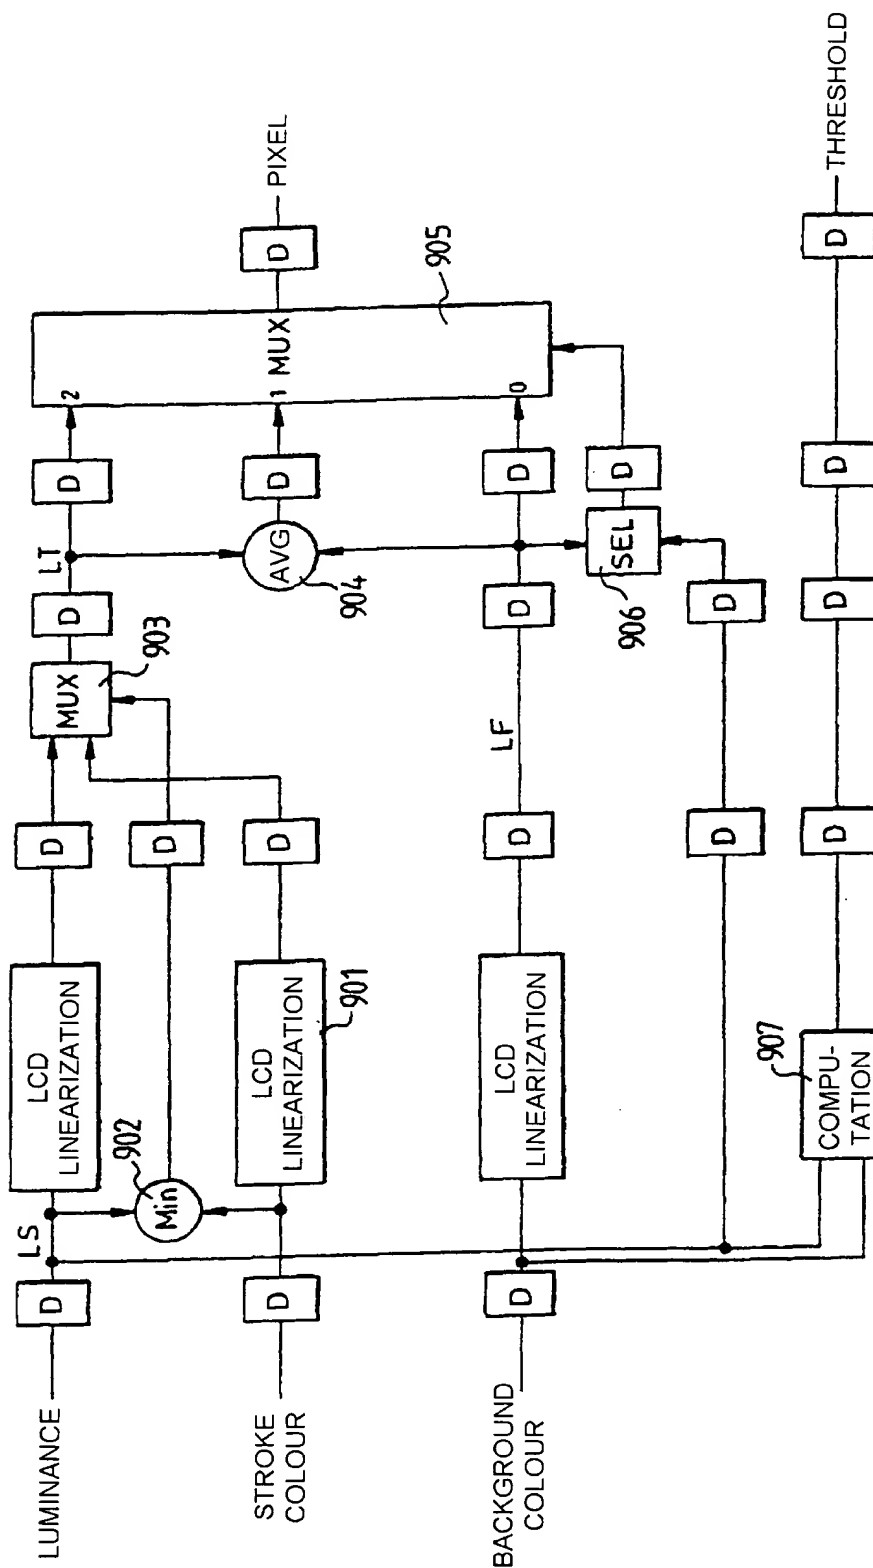 LUMINANCE
D
LS
LCD
LINEARIZATION
D
MUX
903
D
LT
D
2
902
Min
D
STROKE
COLOUR
D
LCD
LINEARIZATION
901
D
AVG
904
D
1 MUX
905
D
PIXEL
BACKGROUND
COLOUR
D
LCD
LINEARIZATION
D
LF
D
D
0
SEL
906
D
D
D
907
COMPU-
TATION
D
D
D
D
THRESHOLD